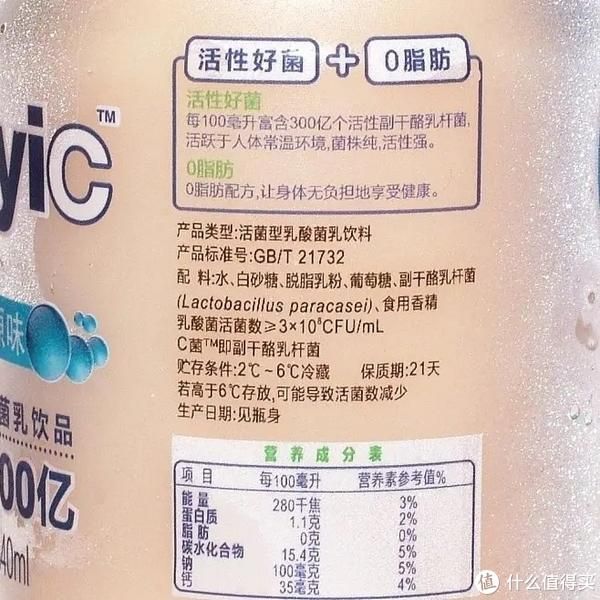 活性好菌 + 0脂肪
活性好菌
每100毫升富含300亿个活性副干酪乳杆菌,
活跃于人体常温环境,菌株纯,活性强。
0脂肪
0脂肪配方,让身体无负担地享受健康。
yic™
产品类型:活菌型乳酸菌乳饮料
产品标准号:GB/T 21732
配 料:水、白砂糖、脱脂乳粉、葡萄糖、副干酪乳杆菌
(Lactobacillus paracasei)、食用香精
乳酸菌活菌数≥3×10⁸CFU/mL
C菌™即副干酪乳杆菌
贮存条件:2℃~6℃冷藏 保质期:21天
若高于6℃存放,可能导致活菌数减少
生产日期:见瓶身
原味
菌乳饮品
00亿
40ml
营养成分表
项目 每100毫升 营养素参考值%
能量 280千焦 3%
蛋白质 1.1克 2%
脂肪 0克 0%
碳水化合物 15.4克 5%
钠 100毫克 5%
钙 35毫克 4%
值 什么值得买